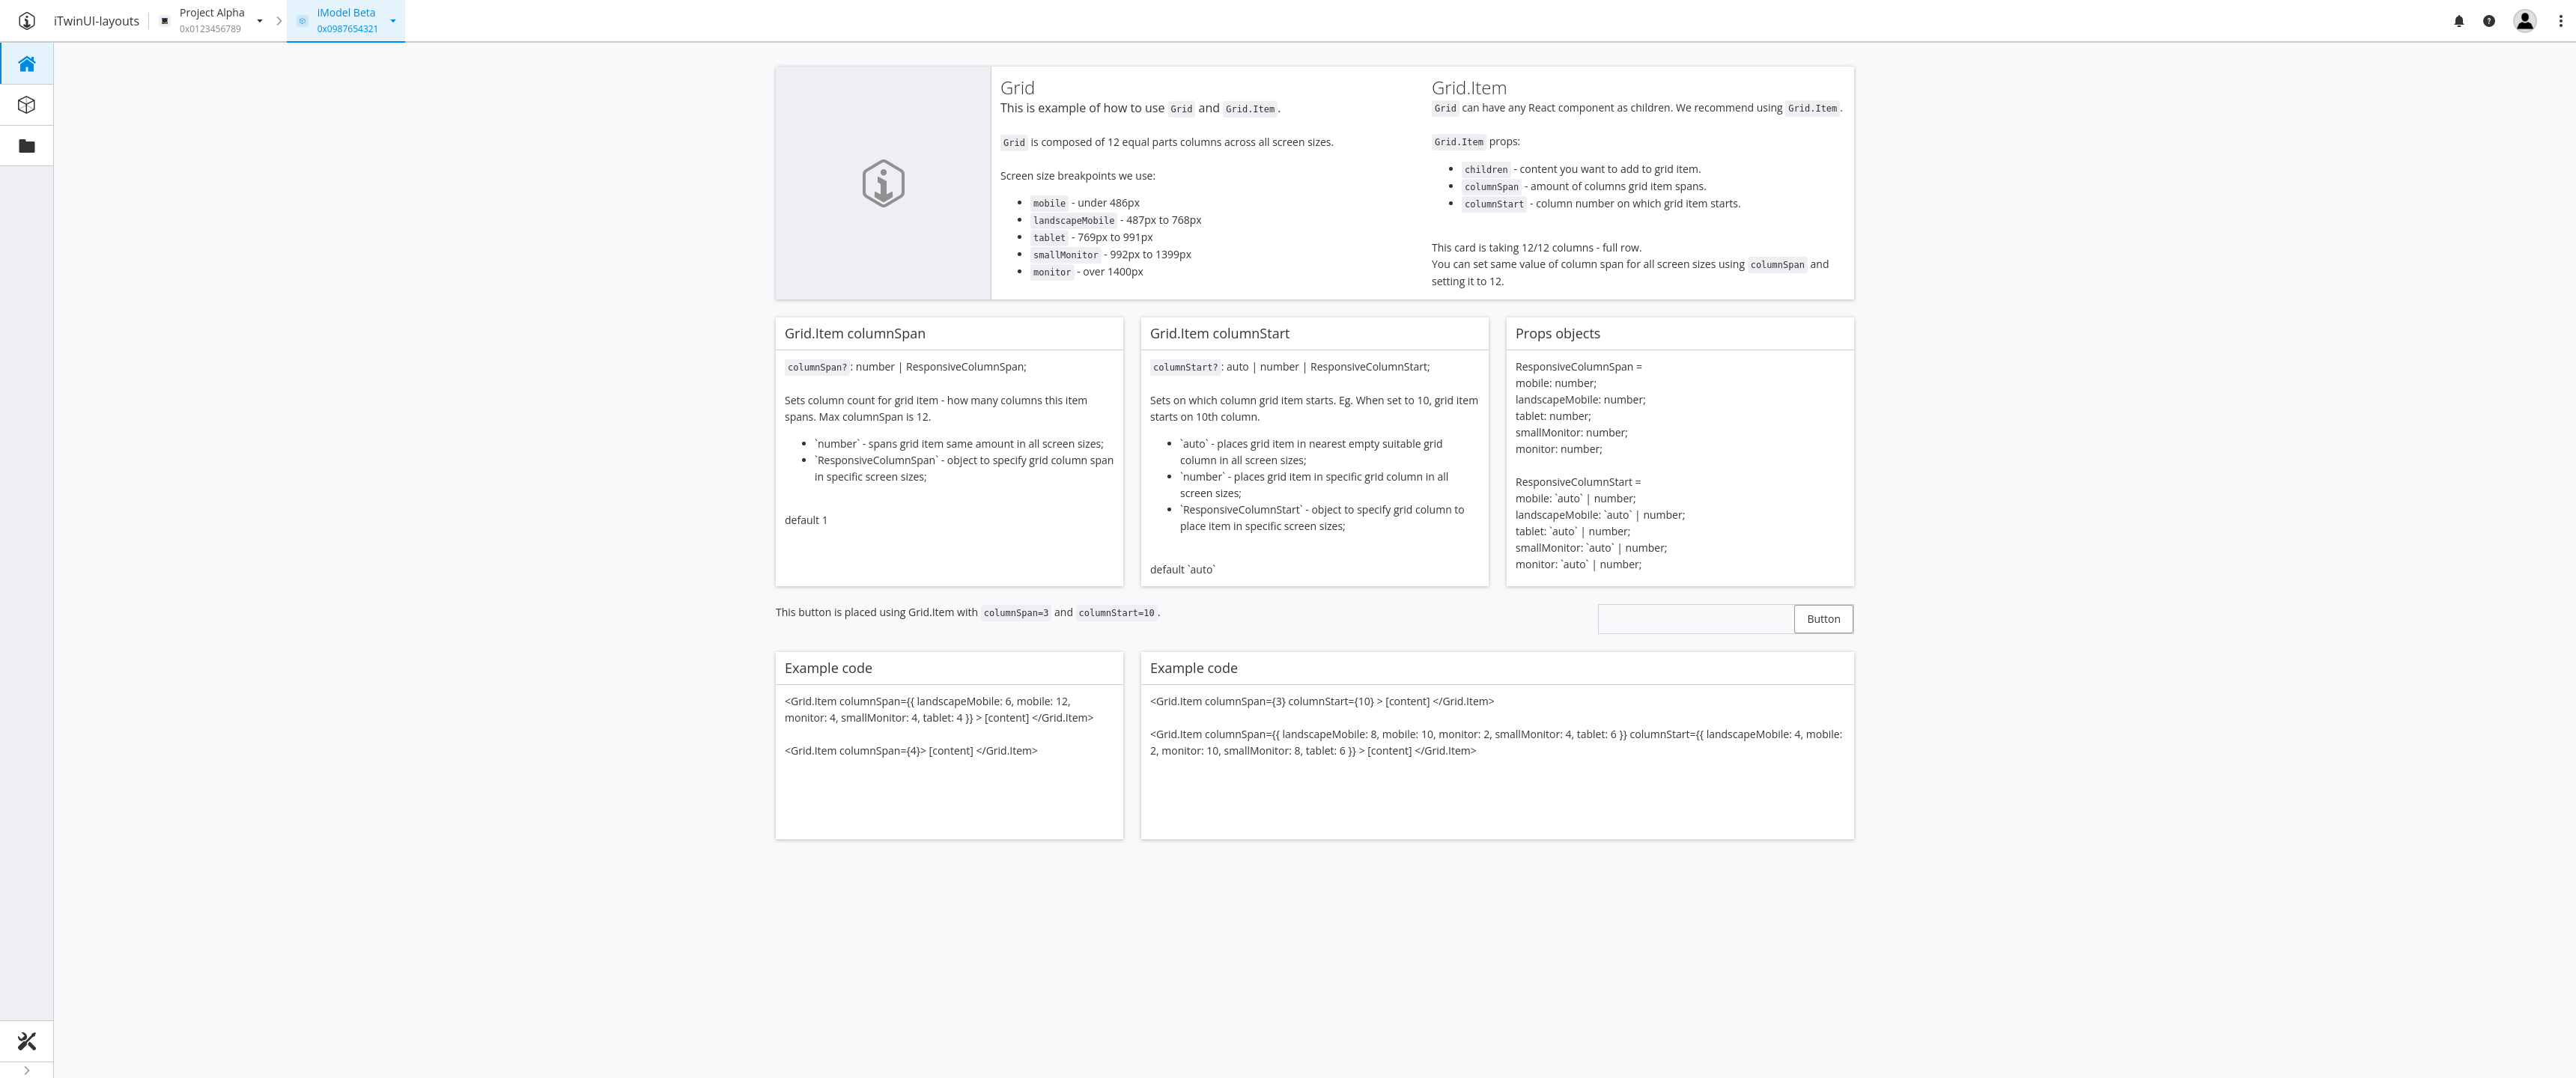 iTwinUI-layouts
Project Alpha
0x0123456789
iModel Beta
0x0987654321
Grid
This is example of how to use Grid and Grid.Item.
Grid is composed of 12 equal parts columns across all screen sizes.
Screen size breakpoints we use:
• mobile - under 486px
• landscapeMobile - 487px to 768px
• tablet - 769px to 991px
• smallMonitor - 992px to 1399px
• monitor - over 1400px
Grid.Item
Grid can have any React component as children. We recommend using Grid.Item.
Grid.Item props:
• children - content you want to add to grid item.
• columnSpan - amount of columns grid item spans.
• columnStart - column number on which grid item starts.
This card is taking 12/12 columns - full row.
You can set same value of column span for all screen sizes using columnSpan and
setting it to 12.
Grid.Item columnSpan
columnSpan?: number | ResponsiveColumnSpan;
Sets column count for grid item - how many columns this item
spans. Max columnSpan is 12.
• `number` - spans grid item same amount in all screen sizes;
• `ResponsiveColumnSpan` - object to specify grid column span
in specific screen sizes;
default 1
Grid.Item columnStart
columnStart?: auto | number | ResponsiveColumnStart;
Sets on which column grid item starts. Eg. When set to 10, grid item
starts on 10th column.
• `auto` - places grid item in nearest empty suitable grid
column in all screen sizes;
• `number` - places grid item in specific grid column in all
screen sizes;
• `ResponsiveColumnStart` - object to specify grid column to
place item in specific screen sizes;
default `auto`
Props objects
ResponsiveColumnSpan =
mobile: number;
landscapeMobile: number;
tablet: number;
smallMonitor: number;
monitor: number;
ResponsiveColumnStart =
mobile: `auto` | number;
landscapeMobile: `auto` | number;
tablet: `auto` | number;
smallMonitor: `auto` | number;
monitor: `auto` | number;
This button is placed using Grid.Item with columnSpan=3 and columnStart=10.
Button
Example code
<Grid.Item columnSpan={{ landscapeMobile: 6, mobile: 12,
monitor: 4, smallMonitor: 4, tablet: 4 }} > [content] </Grid.Item>
<Grid.Item columnSpan={4}> [content] </Grid.Item>
Example code
<Grid.Item columnSpan={3} columnStart={10} > [content] </Grid.Item>
<Grid.Item columnSpan={{ landscapeMobile: 8, mobile: 10, monitor: 2, smallMonitor: 4, tablet: 6 }} columnStart={{ landscapeMobile: 4, mobile:
2, monitor: 10, smallMonitor: 8, tablet: 6 }} > [content] </Grid.Item>